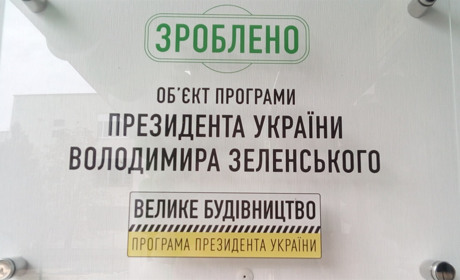 ЗРОБЛЕНО
ОБ'ЄКТ ПРОГРАМИ
ПРЕЗИДЕНТА УКРАЇНИ
ВОЛОДИМИРА ЗЕЛЕНСЬКОГО
ВЕЛИКЕ БУДІВНИЦТВО
ПРОГРАМА ПРЕЗИДЕНТА УКРАЇНИ